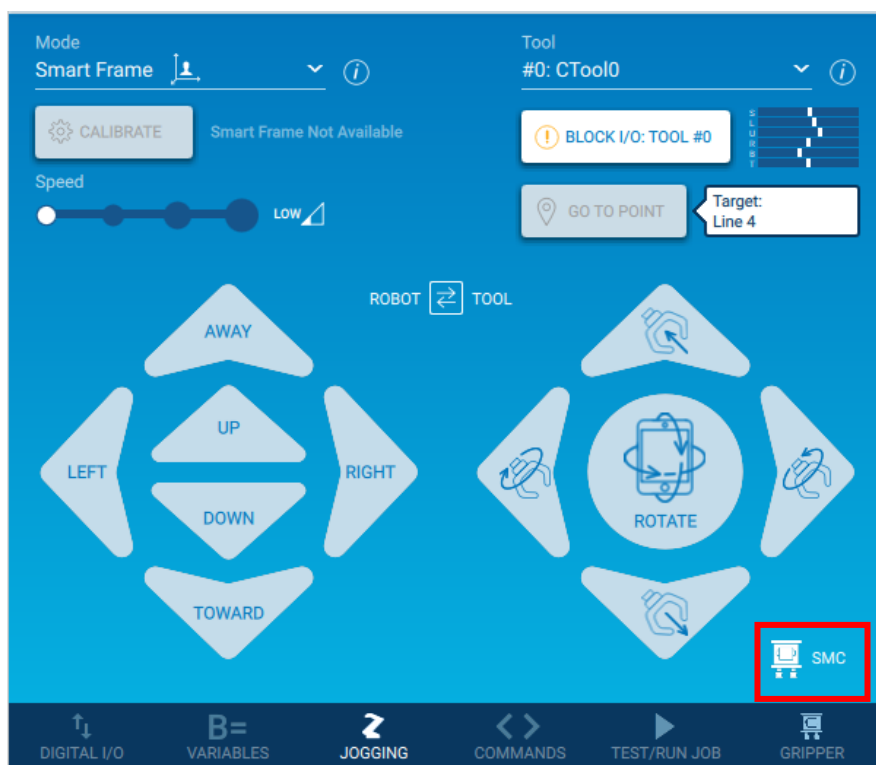 Mode
Tool
Smart Frame
#0: CTool0
CALIBRATE
Smart Frame Not Available
BLOCK I/O: TOOL #0
S
L
U
R
B
T
Speed
LOW
GO TO POINT
Target:
Line 4
ROBOT
TOOL
AWAY
UP
LEFT
RIGHT
DOWN
TOWARD
ROTATE
SMC
B=
DIGITAL I/O
VARIABLES
JOGGING
COMMANDS
TEST/RUN JOB
GRIPPER